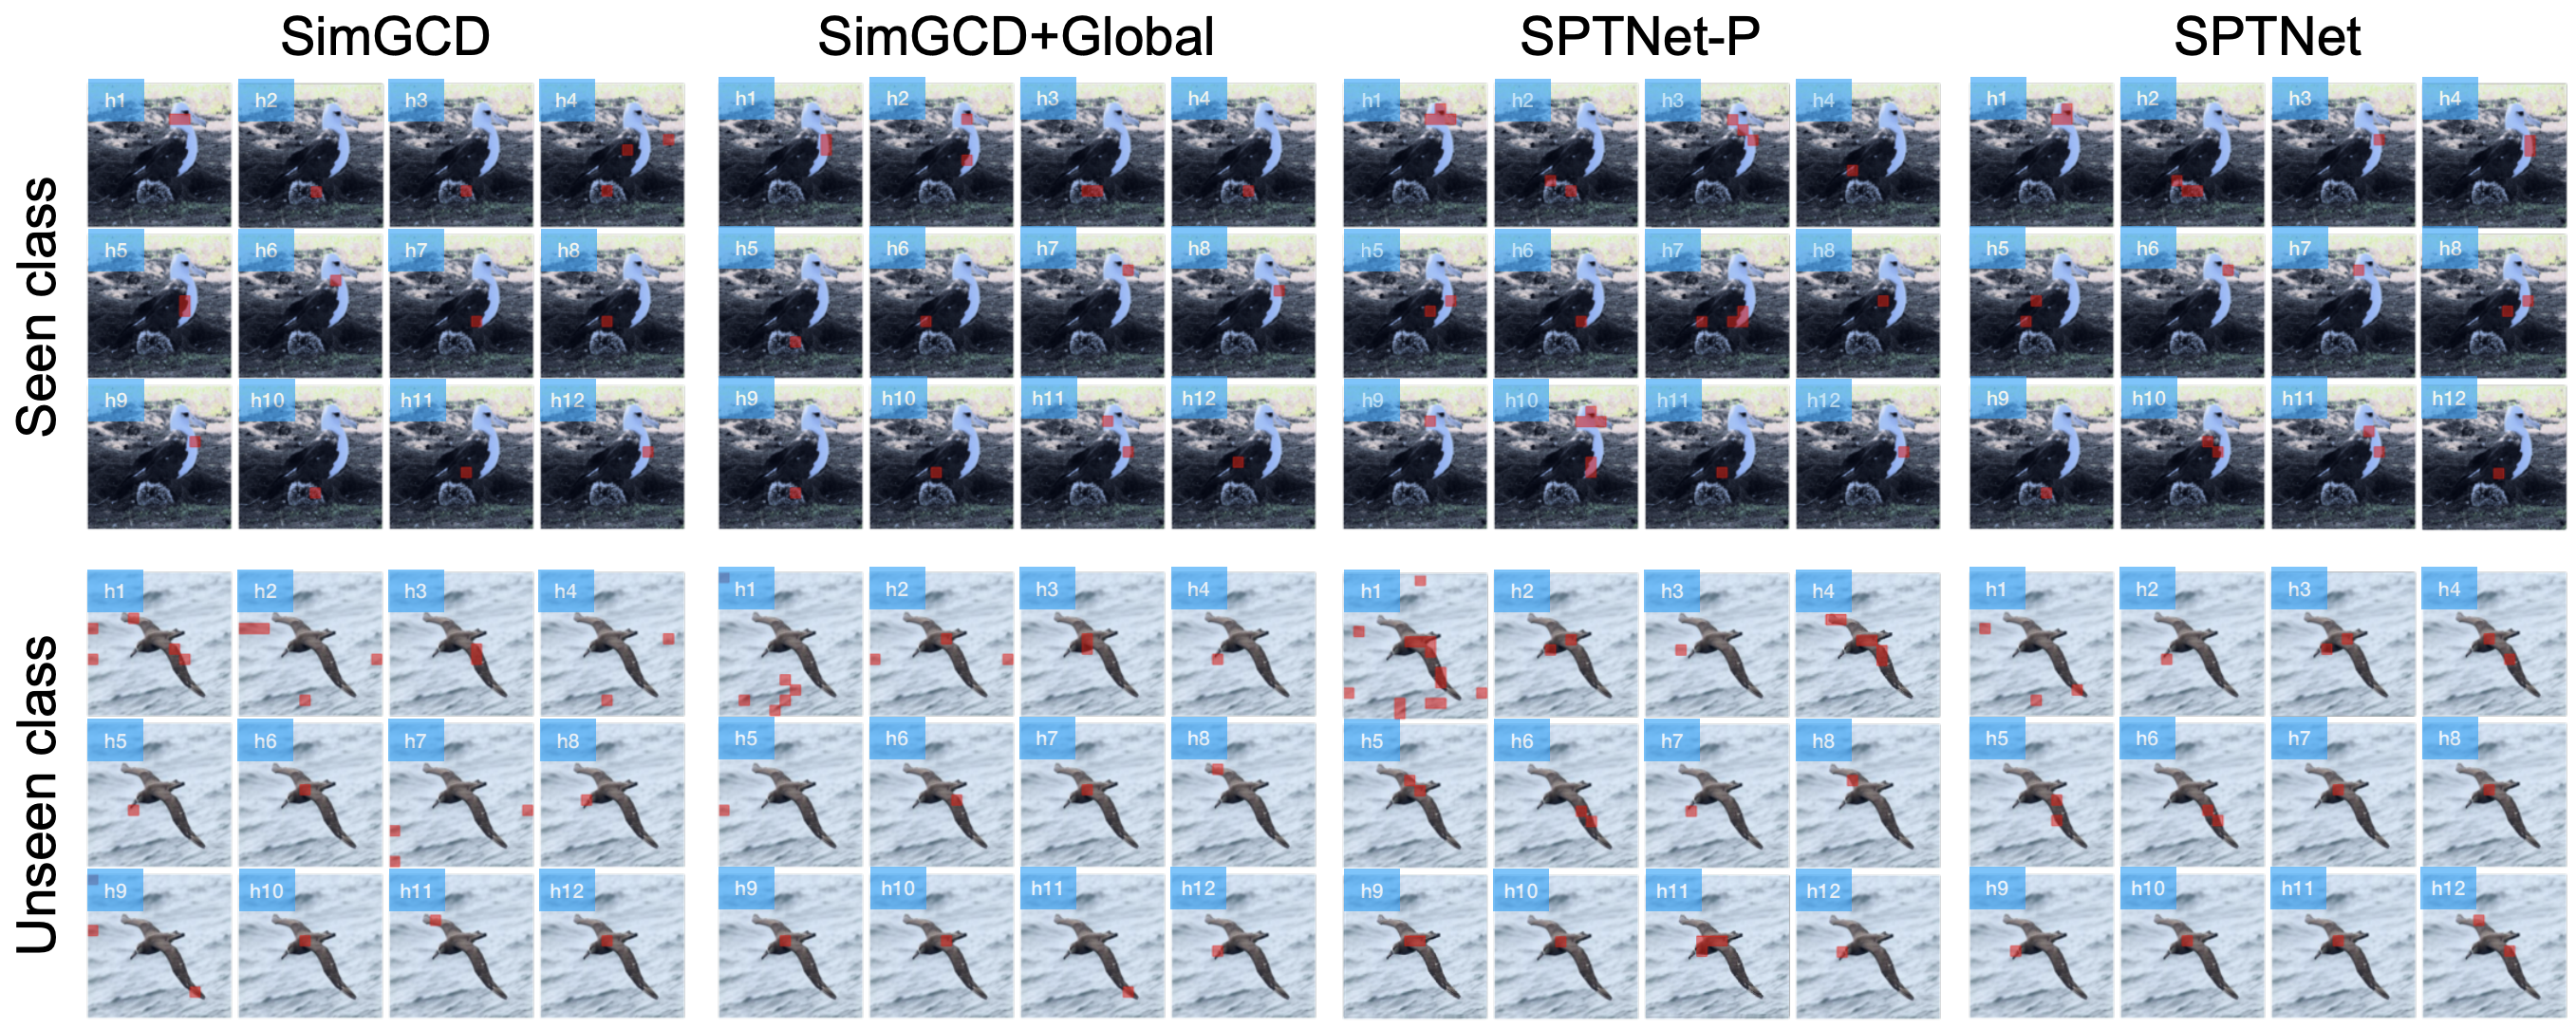 SimGCD SimGCD+Global SPTNet-P SPTNet
Seen class
h1 h2 h3 h4 h1 h2 h3 h4 h1 h2 h3 h4 h1 h2 h3 h4
h5 h6 h7 h8 h5 h6 h7 h8 h5 h6 h7 h8 h5 h6 h7 h8
h9 h10 h11 h12 h9 h10 h11 h12 h9 h10 h11 h12 h9 h10 h11 h12
Unseen class
h1 h2 h3 h4 h1 h2 h3 h4 h1 h2 h3 h4 h1 h2 h3 h4
h5 h6 h7 h8 h5 h6 h7 h8 h5 h6 h7 h8 h5 h6 h7 h8
h9 h10 h11 h12 h9 h10 h11 h12 h9 h10 h11 h12 h9 h10 h11 h12